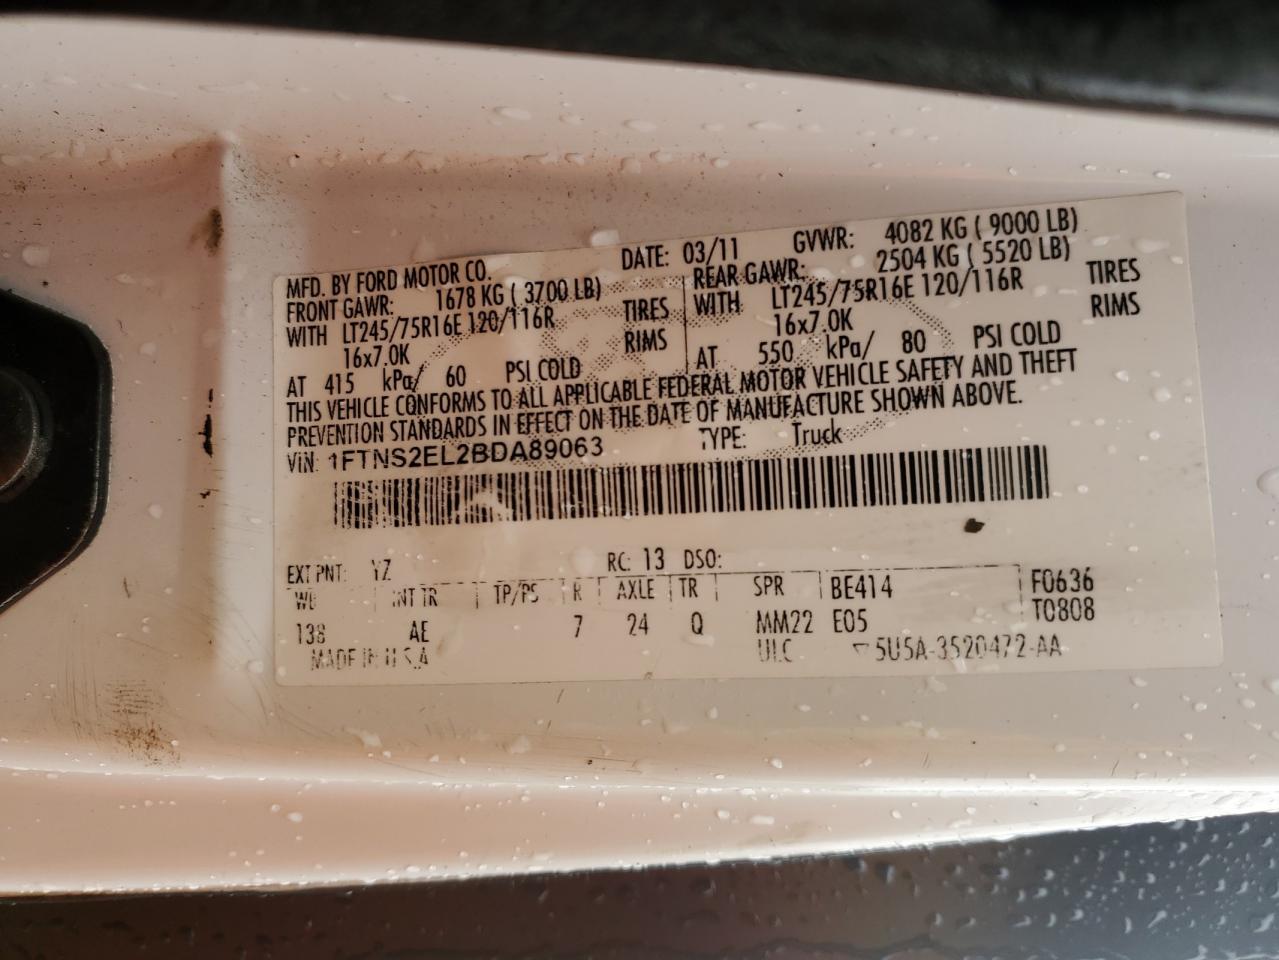 MFD. BY FORD MOTOR CO. DATE: 03/11 GVWR: 4082 KG ( 9000 LB)
FRONT GAWR: 1678 KG ( 3700 LB) REAR GAWR: 2504 KG ( 5520 LB)
WITH LT245/75R16E 120/116R TIRES WITH LT245/75R16E 120/116R TIRES
16x7.0K RIMS 16x7.0K RIMS
AT 415 kPa/ 60 PSI COLD AT 550 kPa/ 80 PSI COLD
THIS VEHICLE CONFORMS TO ALL APPLICABLE FEDERAL MOTOR VEHICLE SAFETY AND THEFT
PREVENTION STANDARDS IN EFFECT ON THE DATE OF MANUFACTURE SHOWN ABOVE.
VIN: 1FTNS2EL2BDA89063 TYPE: Truck
EXT PNT: YZ RC: 13 DSO:
WB INT TR TP/PS R AXLE TR SPR BE414 F0636
138 AE 7 24 Q MM22 E05 T0808
MADE IN U.S.A ULC 5U5A-3520472-AA